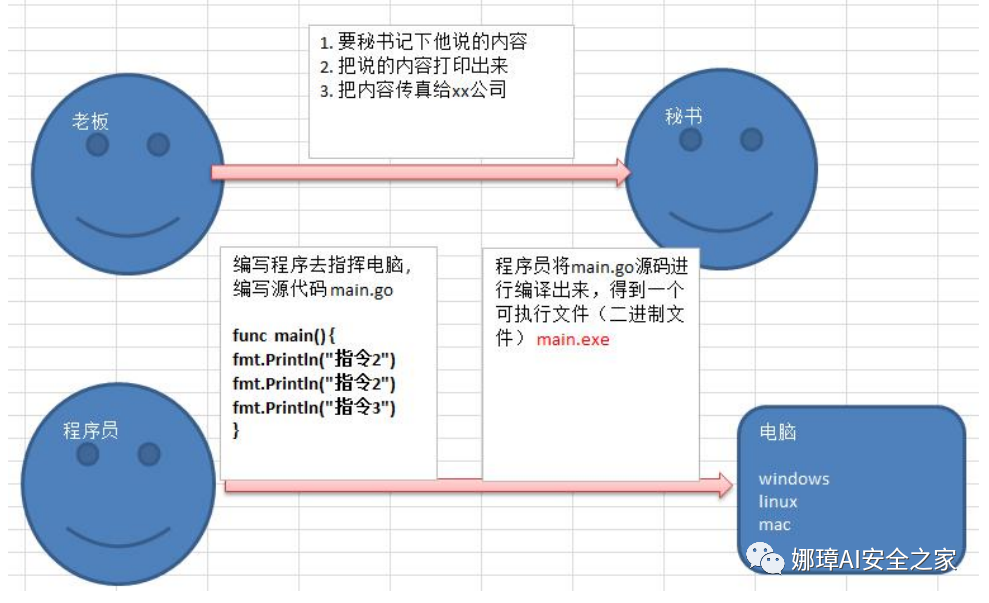 老板
1. 要秘书记下他说的内容
2. 把说的内容打印出来
3. 把内容传真给xx公司
秘书
编写程序去指挥电脑,
编写源代码main.go
func main(){
fmt.Println("指令2")
fmt.Println("指令2")
fmt.Println("指令3")
}
程序员将main.go源码进
行编译出来，得到一个
可执行文件（二进制文
件） main.exe
程序员
电脑
windows
linux
mac
娜璋AI安全之家